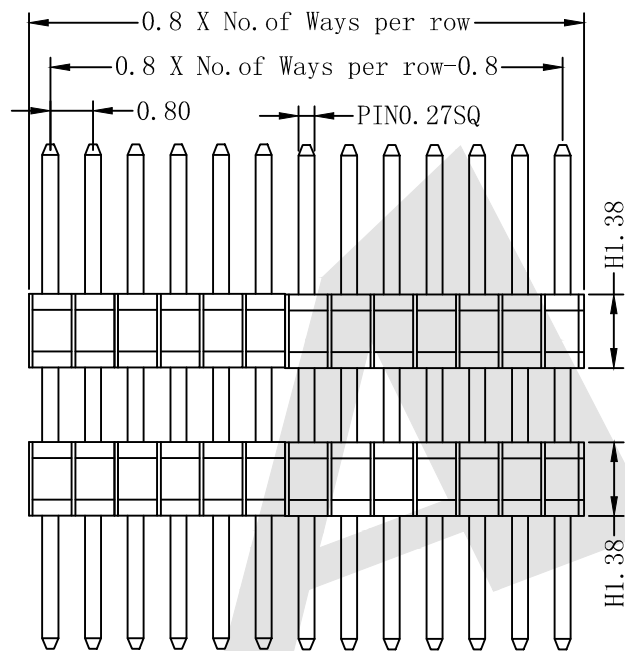 0.8 X No.of Ways per row
0.8 X No.of Ways per row-0.8
0.80
PIN0.27SQ
H1.38
H1.38